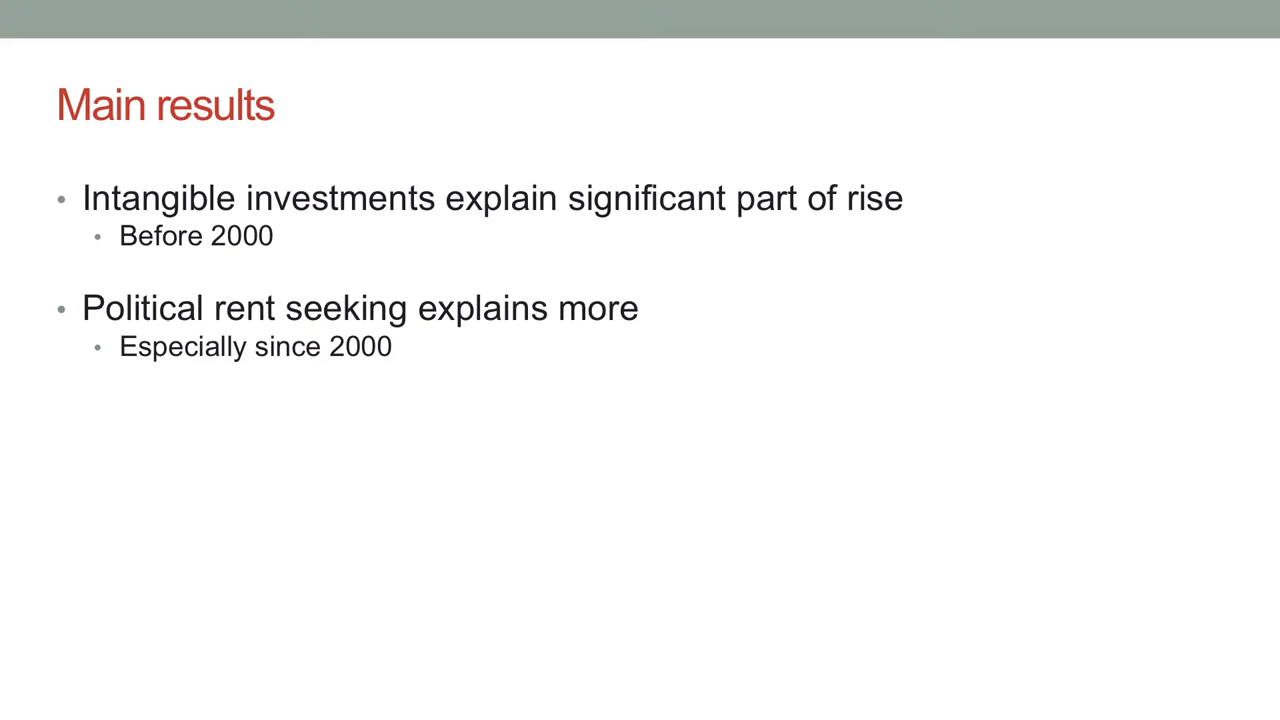 Main results
• Intangible investments explain significant part of rise
• Before 2000
• Political rent seeking explains more
• Especially since 2000